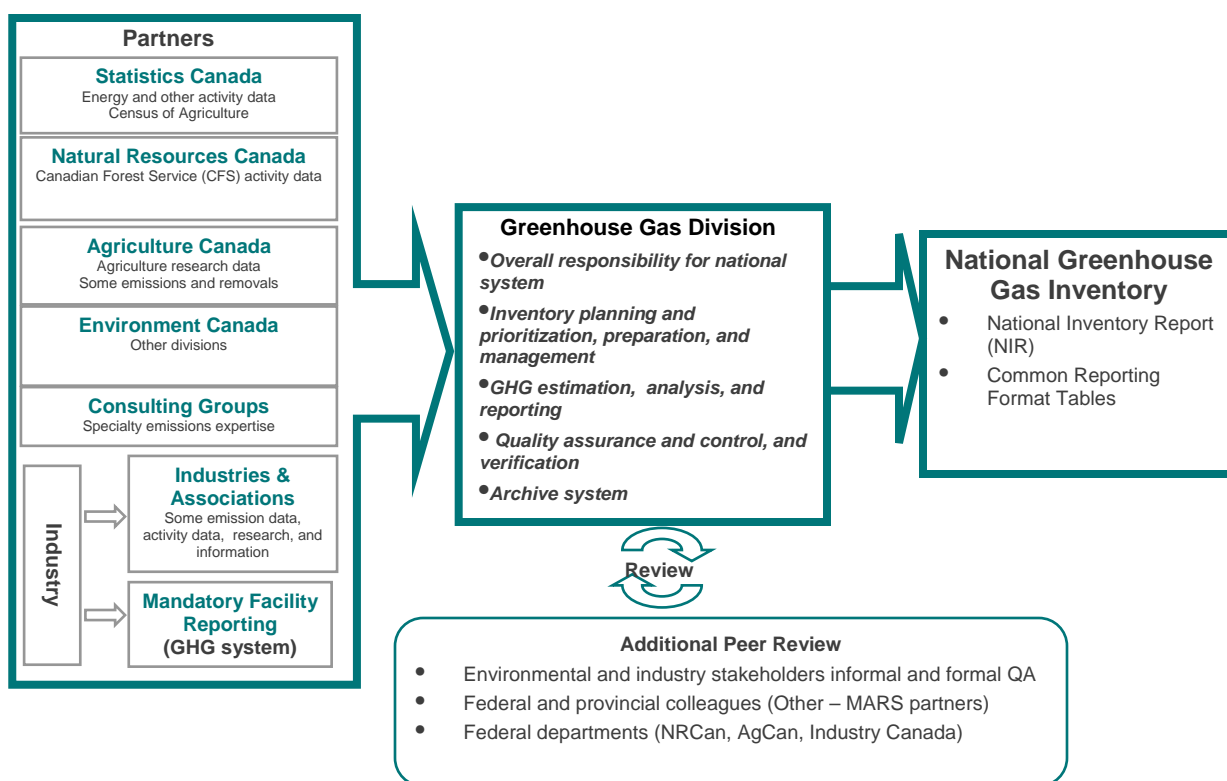 Partners
Statistics Canada
Energy and other activity data
Census of Agriculture
Natural Resources Canada
Canadian Forest Service (CFS) activity data
Agriculture Canada
Agriculture research data
Some emissions and removals
Environment Canada
Other divisions
Consulting Groups
Specialty emissions expertise
Industry
Industries &
Associations
Some emission data,
activity data, research, and
information
Mandatory Facility
Reporting
(GHG system)
Greenhouse Gas Division
•Overall responsibility for national
system
•Inventory planning and
prioritization, preparation, and
management
•GHG estimation, analysis, and
reporting
• Quality assurance and control, and
verification
•Archive system
Review
Additional Peer Review
• Environmental and industry stakeholders informal and formal QA
• Federal and provincial colleagues (Other – MARS partners)
• Federal departments (NRCan, AgCan, Industry Canada)
National Greenhouse
Gas Inventory
• National Inventory Report
(NIR)
• Common Reporting
Format Tables